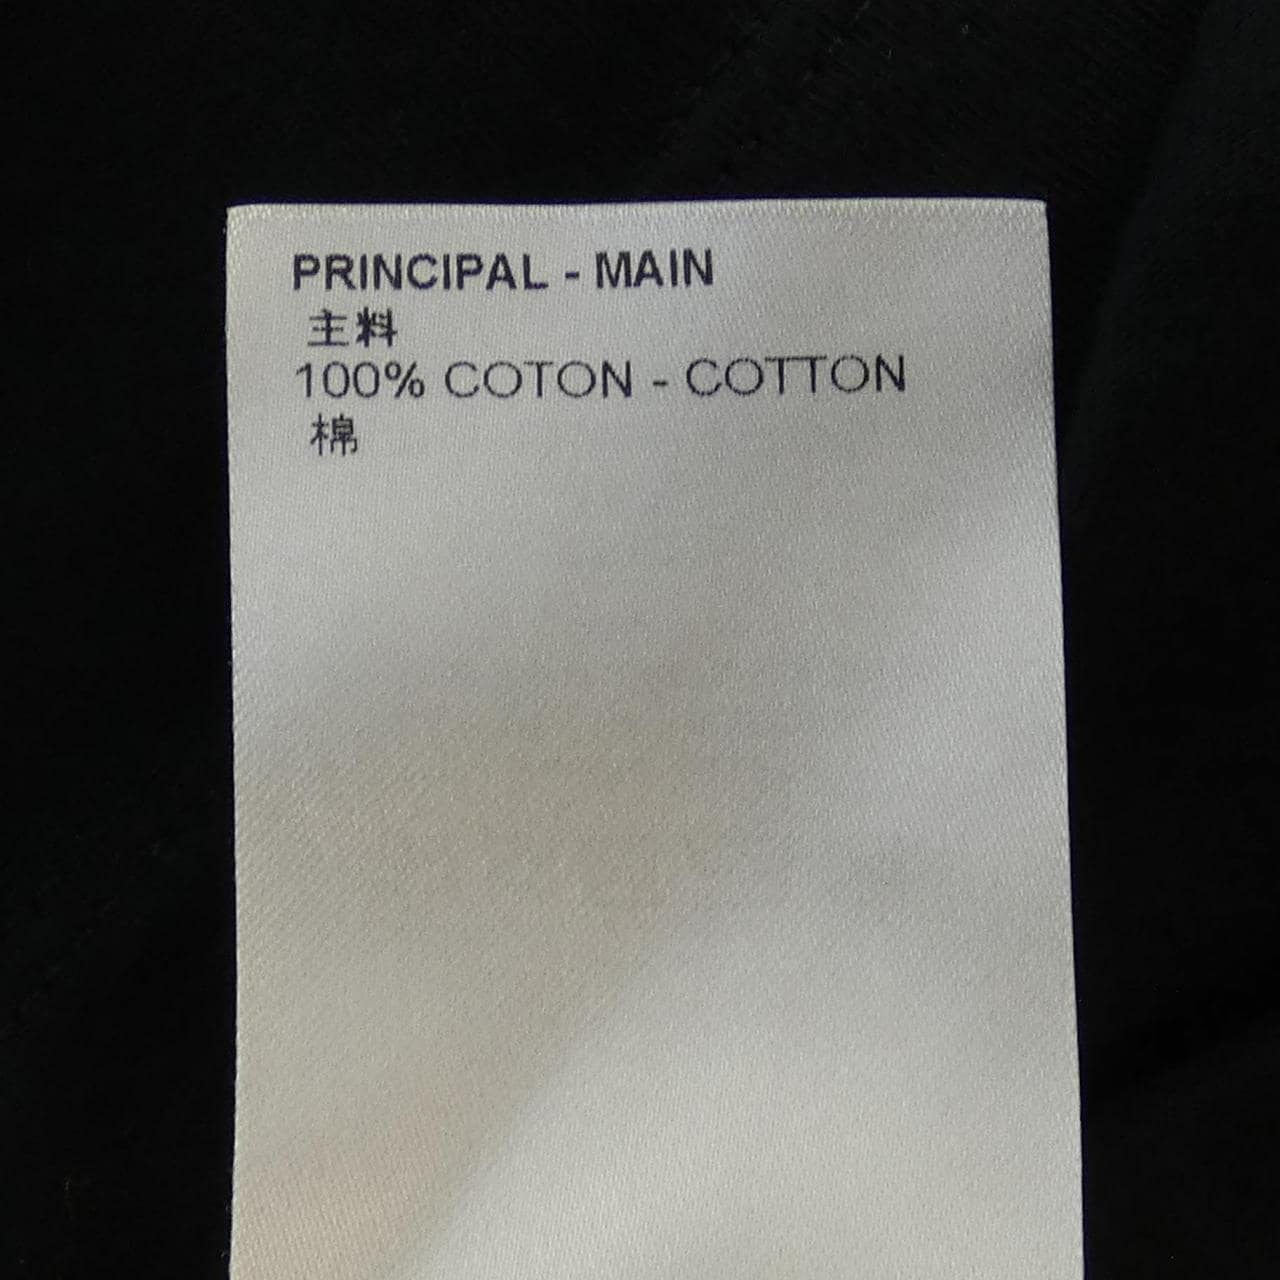 PRINCIPAL - MAIN
主料
100% COTON - COTTON
棉